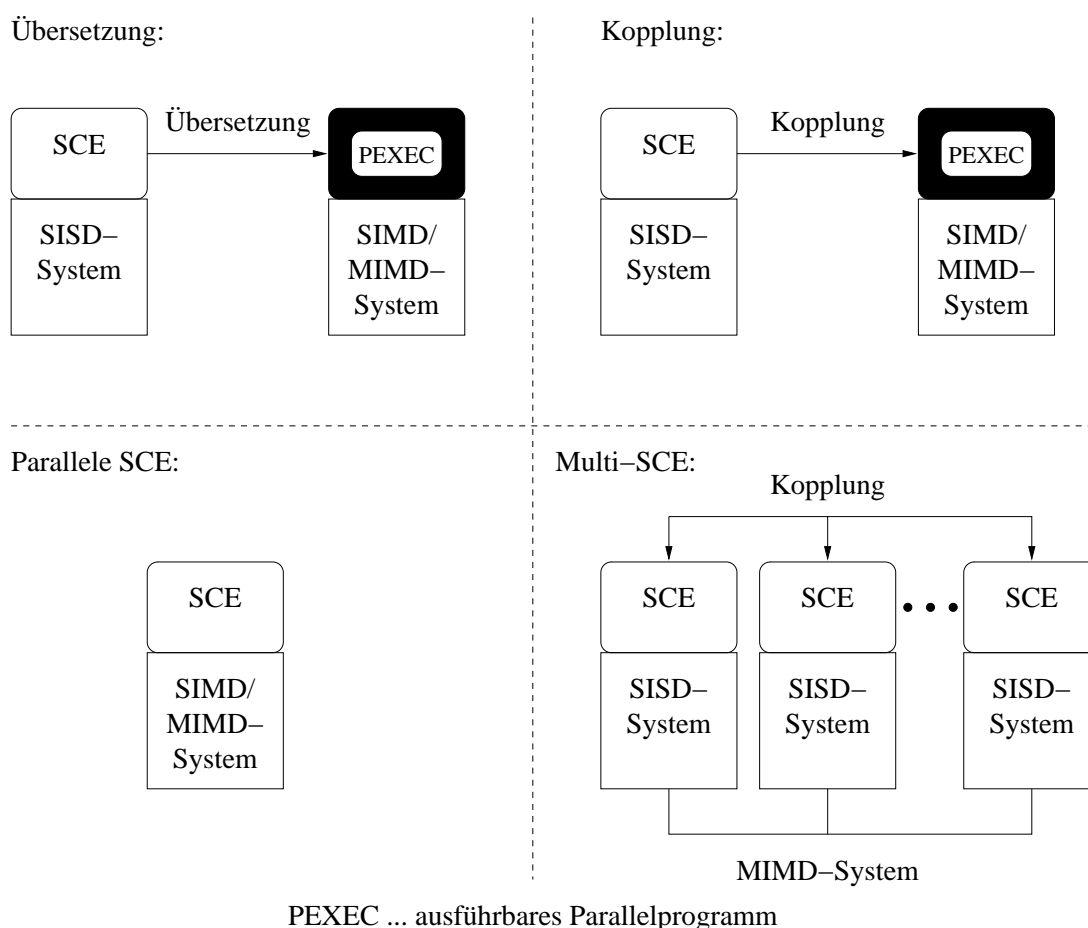 Übersetzung:
SCE
Übersetzung
PEXEC
SISD–
System
SIMD/
MIMD–
System
Kopplung:
SCE
Kopplung
PEXEC
SISD–
System
SIMD/
MIMD–
System
Parallele SCE:
SCE
SIMD/
MIMD–
System
Multi–SCE:
Kopplung
SCE
SCE
SCE
SISD–
System
SISD–
System
SISD–
System
MIMD–System
PEXEC ... ausführbares Parallelprogramm